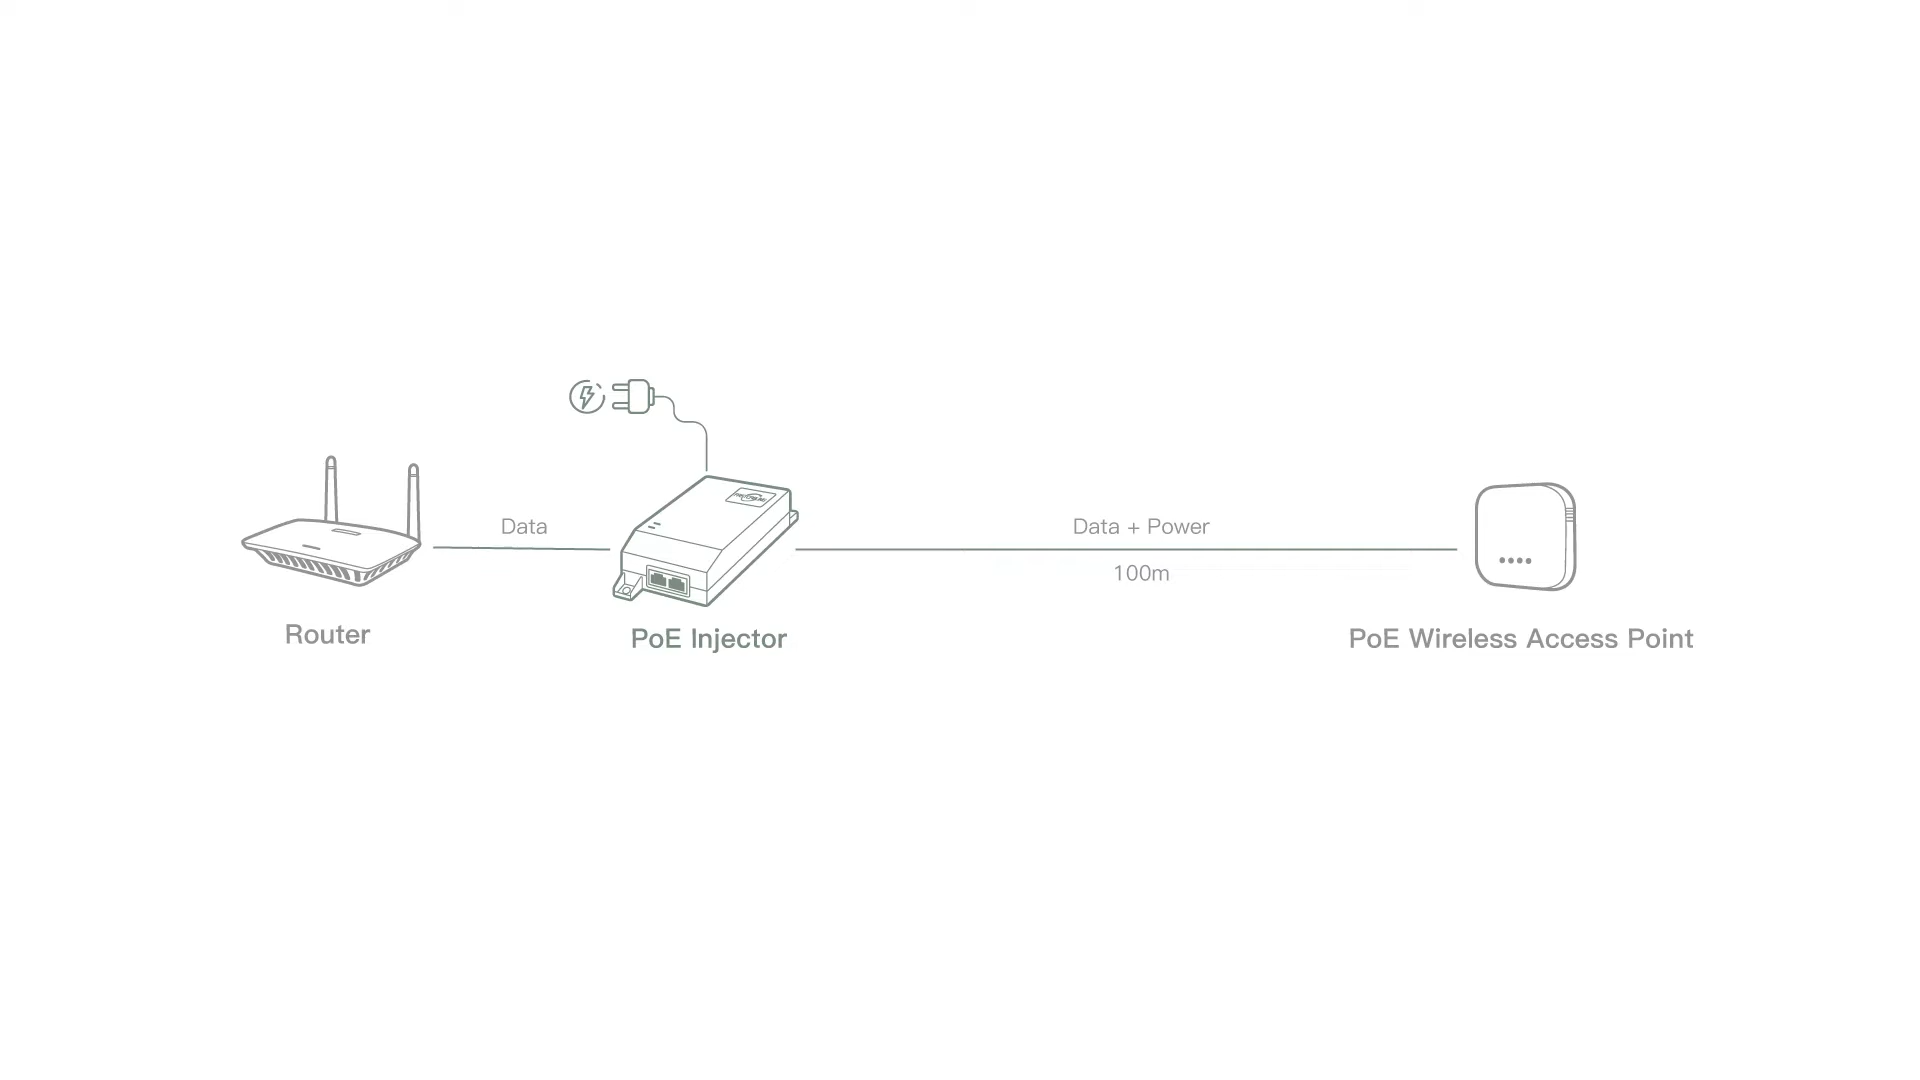 Data
Data + Power
100m
Router
PoE Injector
PoE Wireless Access Point